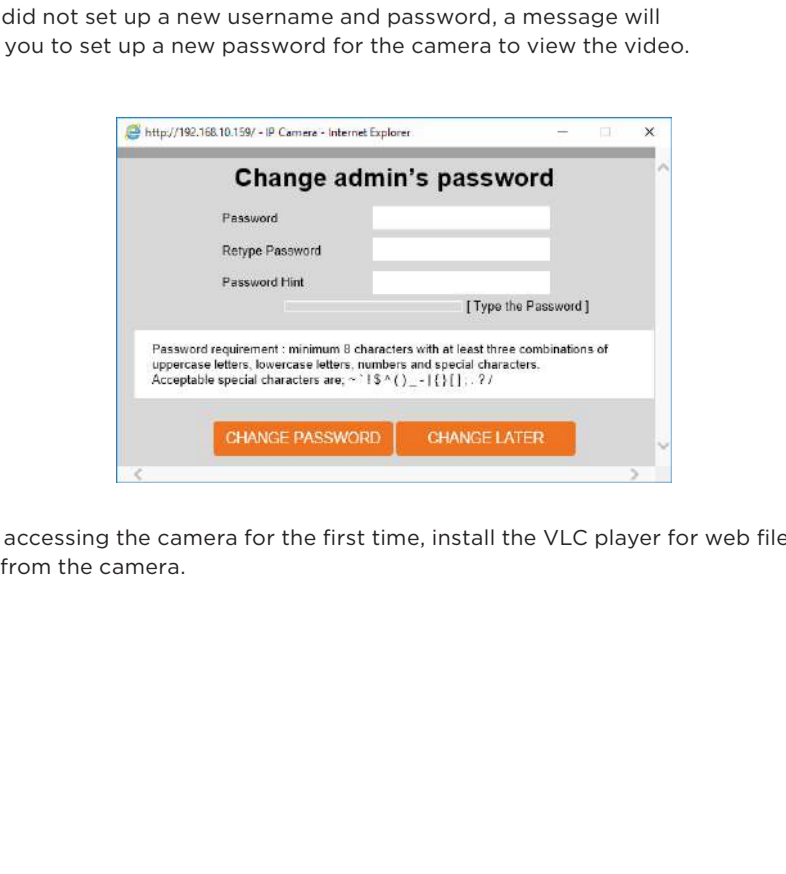 did not set up a new username and password, a message will
you to set up a new password for the camera to view the video.
http://192.168.10.159/ - IP Camera - Internet Explorer
Change admin's password
Password
Retype Password
Password Hint
[ Type the Password ]
Password requirement : minimum 8 characters with at least three combinations of
uppercase letters, lowercase letters, numbers and special characters.
Acceptable special characters are; ~ ` ! $ ^ ( ) _ - | { } [ ] ; . ? /
CHANGE PASSWORD
CHANGE LATER
accessing the camera for the first time, install the VLC player for web file
from the camera.